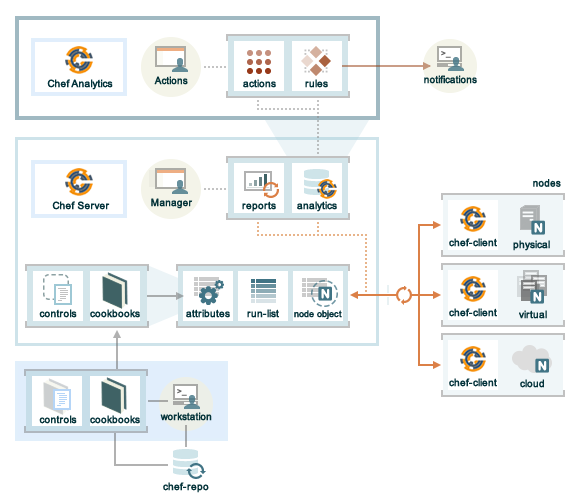 Chef Analytics
Actions
actions
rules
notifications
Chef Server
Manager
reports
analytics
nodes
chef-client
physical
chef-client
virtual
chef-client
cloud
controls
cookbooks
attributes
run-list
node object
controls
cookbooks
workstation
chef-repo
N
N
N
N
>_
>_